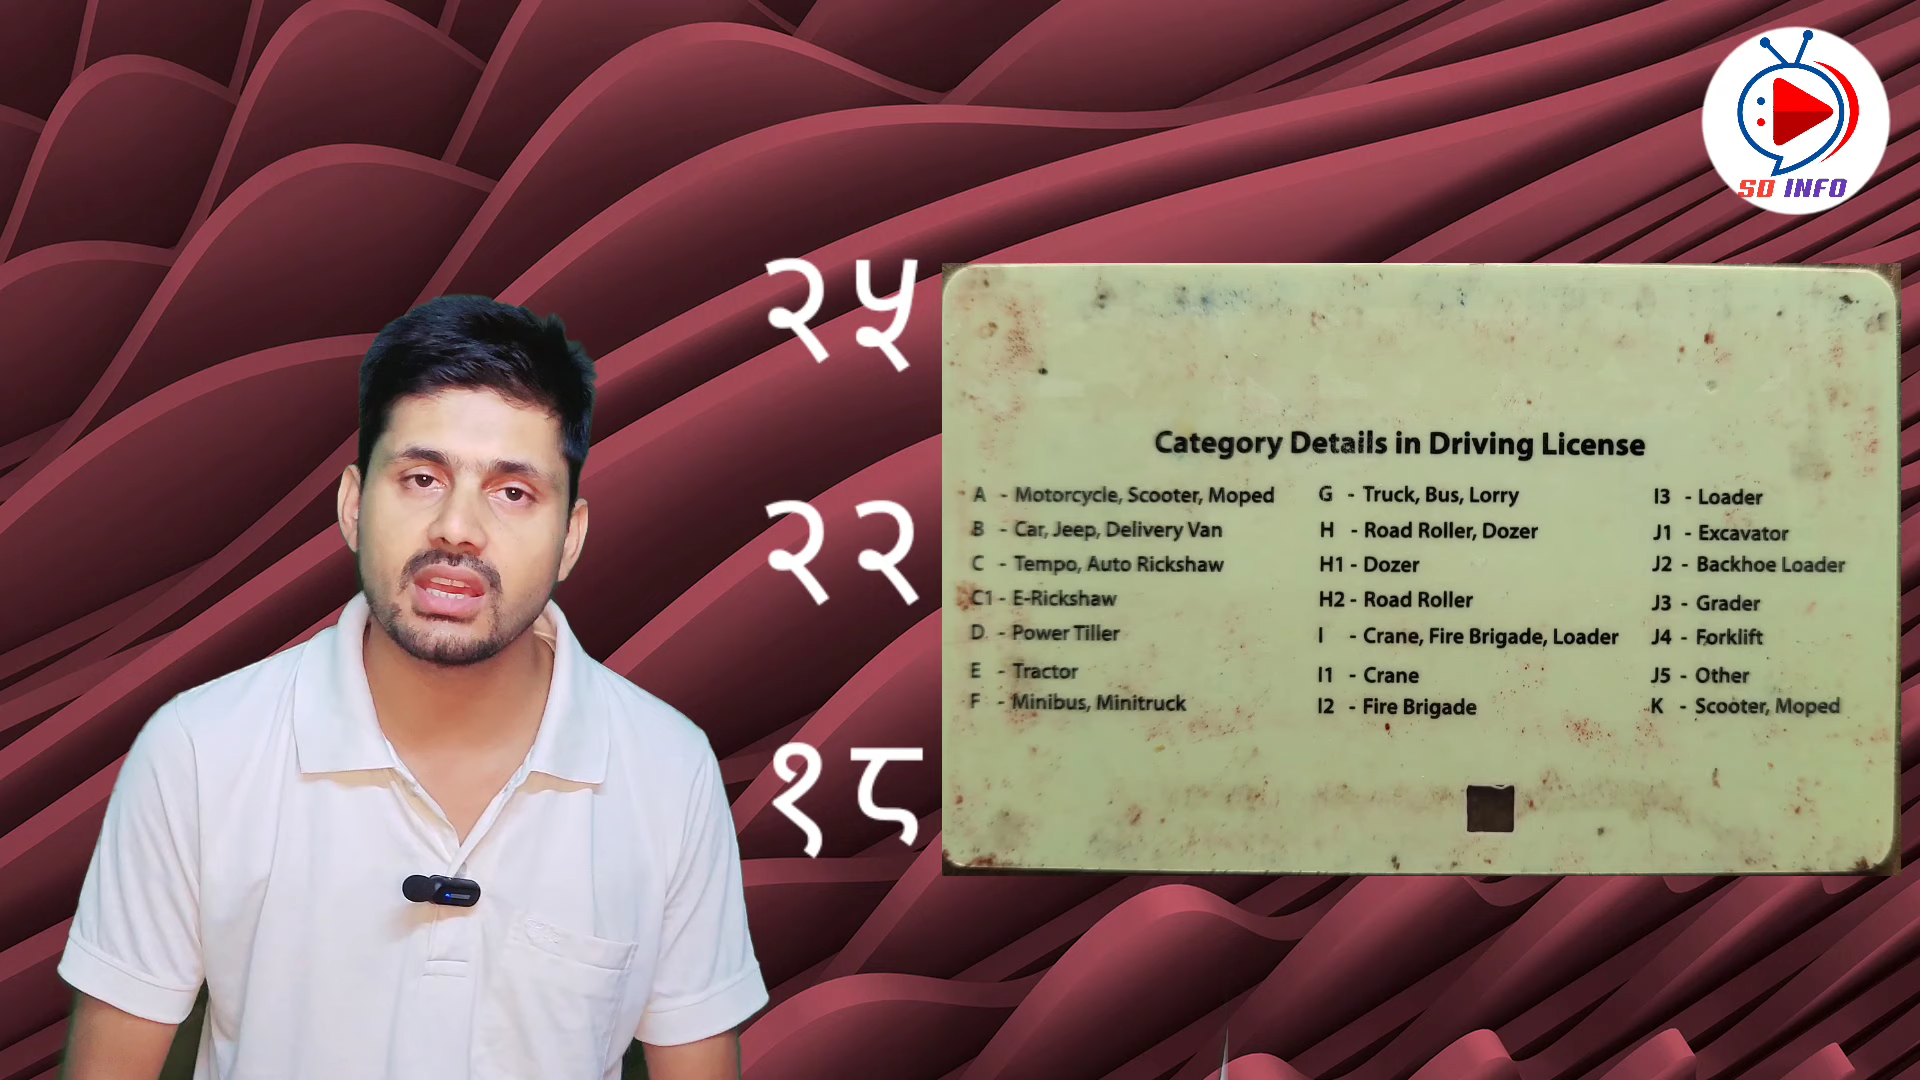 SD INFO
२५
२२
१८
Category Details in Driving License
A - Motorcycle, Scooter, Moped
B - Car, Jeep, Delivery Van
C - Tempo, Auto Rickshaw
C1 - E-Rickshaw
D - Power Tiller
E - Tractor
F - Minibus, Minitruck
G - Truck, Bus, Lorry
H - Road Roller, Dozer
H1 - Dozer
H2 - Road Roller
I - Crane, Fire Brigade, Loader
I1 - Crane
I2 - Fire Brigade
I3 - Loader
J1 - Excavator
J2 - Backhoe Loader
J3 - Grader
J4 - Forklift
J5 - Other
K - Scooter, Moped